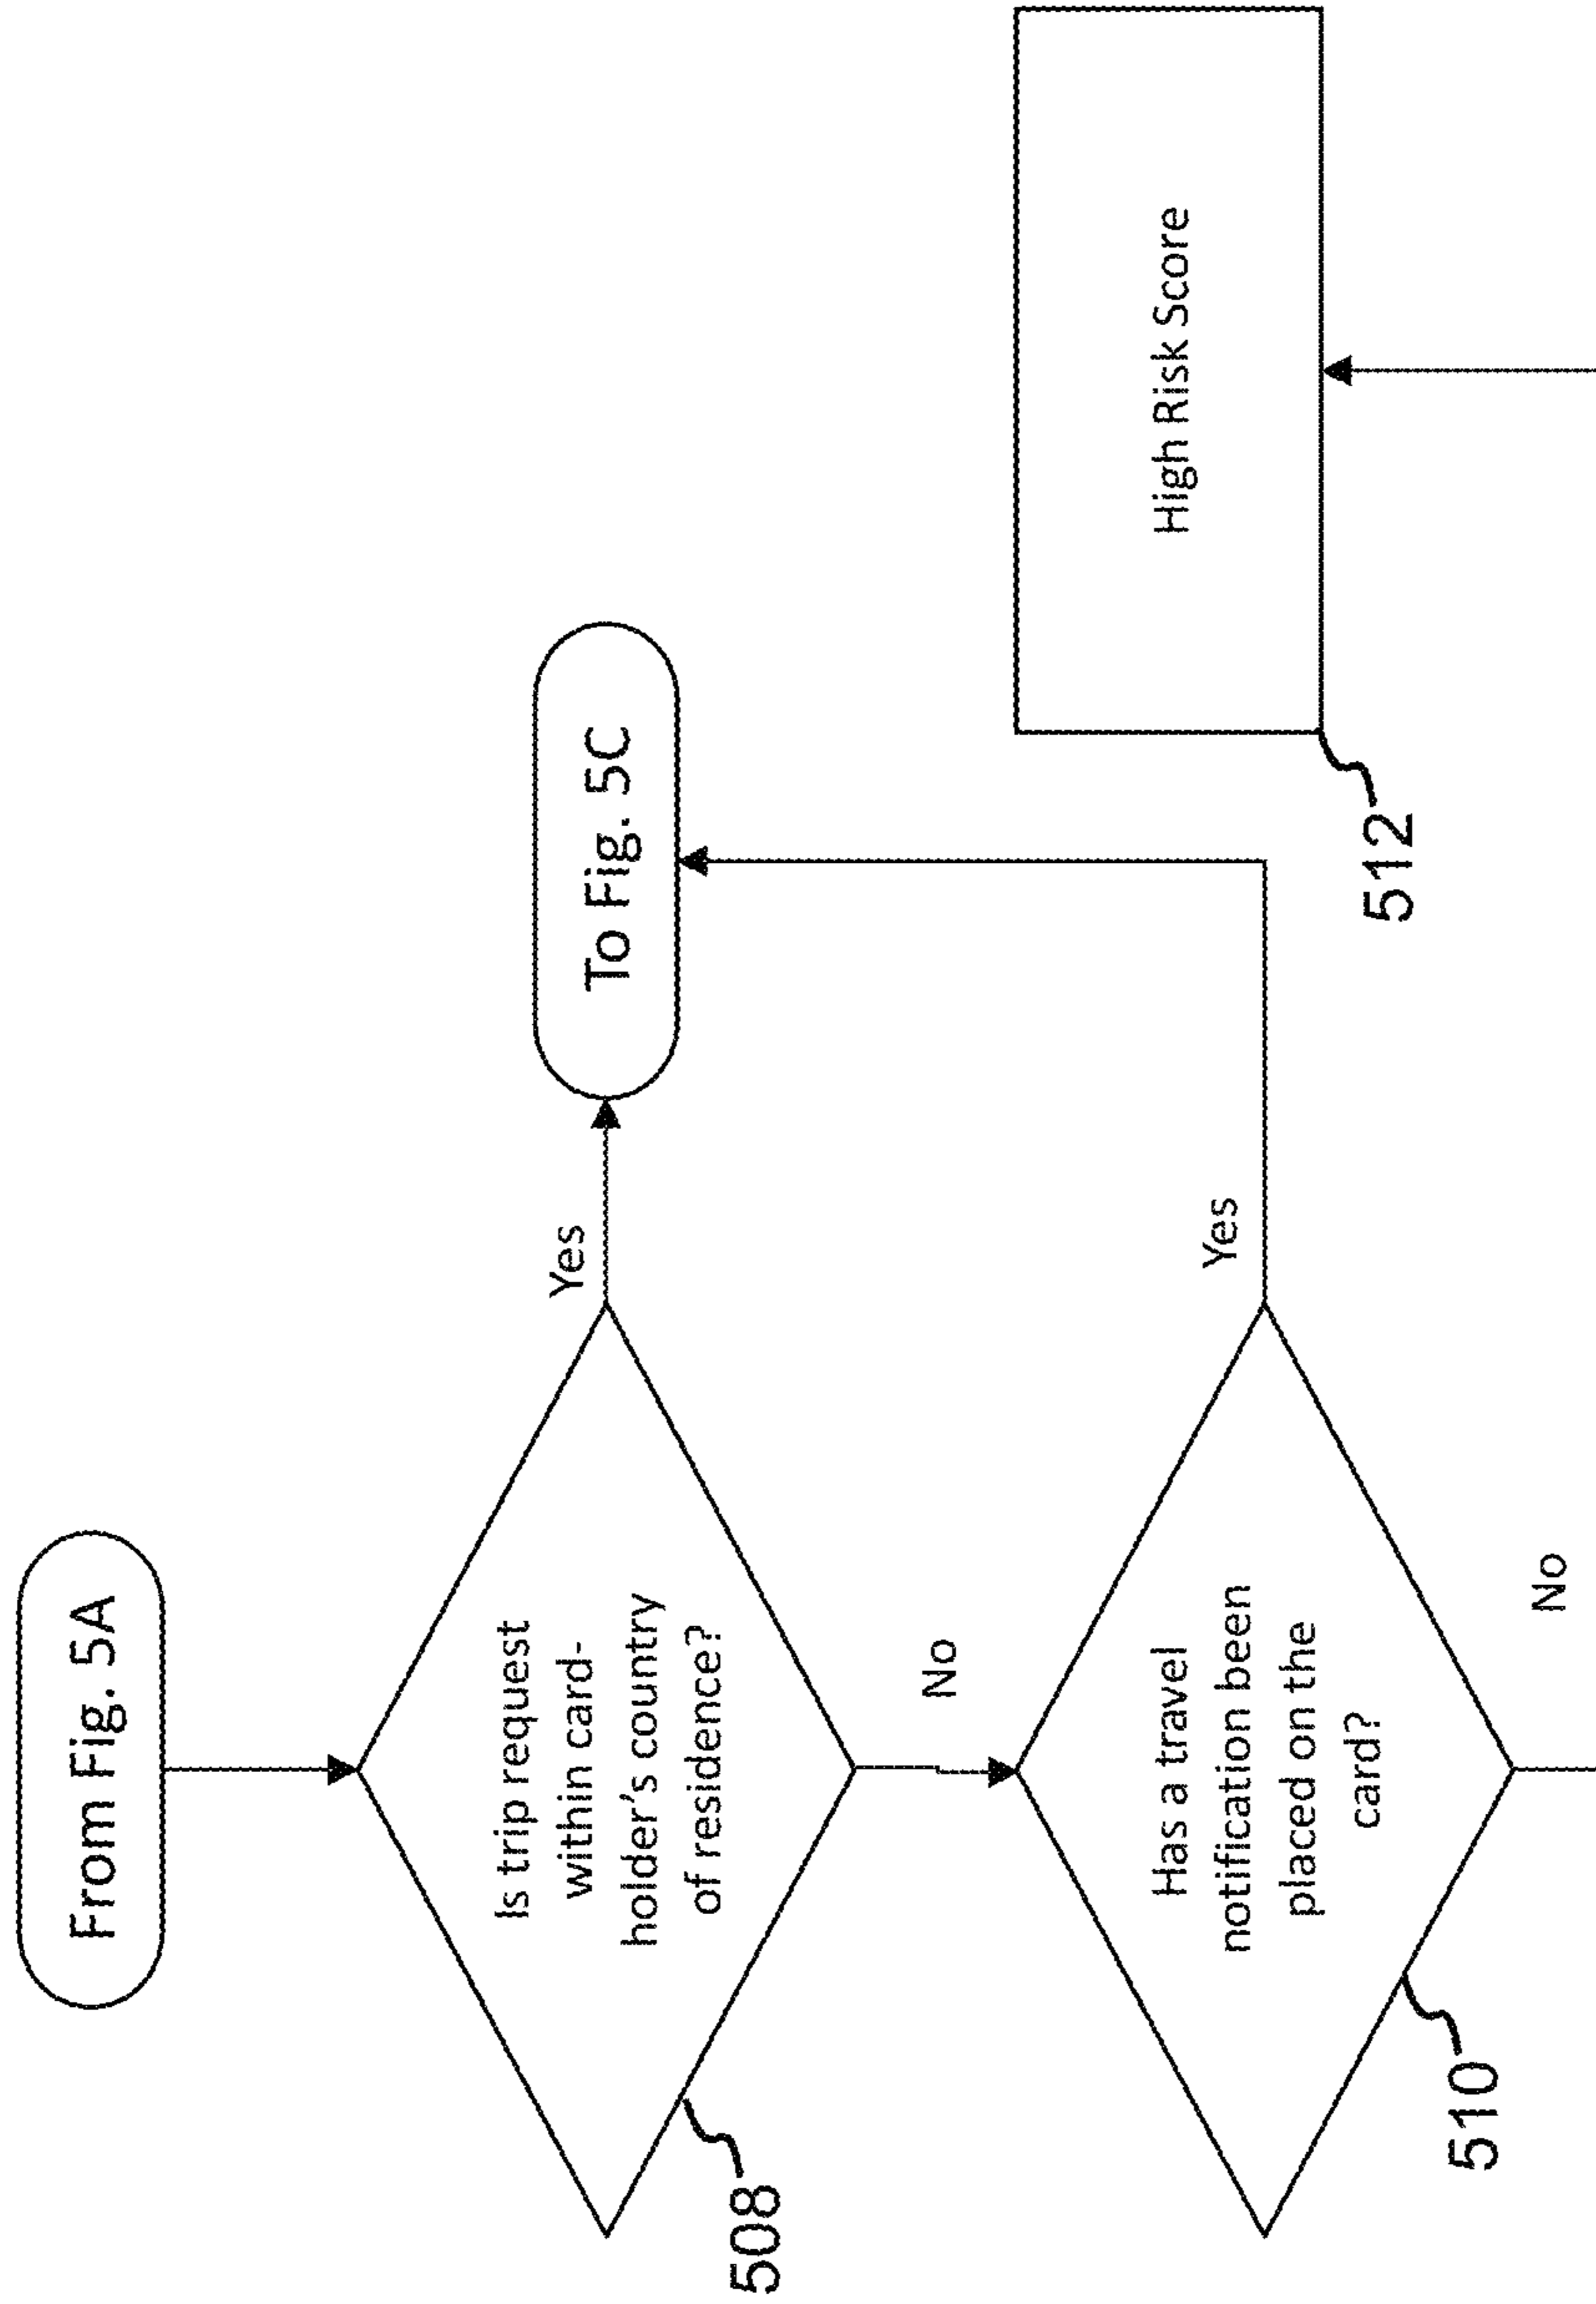 From Fig. 5A
Is trip request
within card-
holder's country
of residence?
508
Yes
To Fig. 5C
No
Has a travel
notification been
placed on the
card?
510
Yes
No
High Risk Score
512